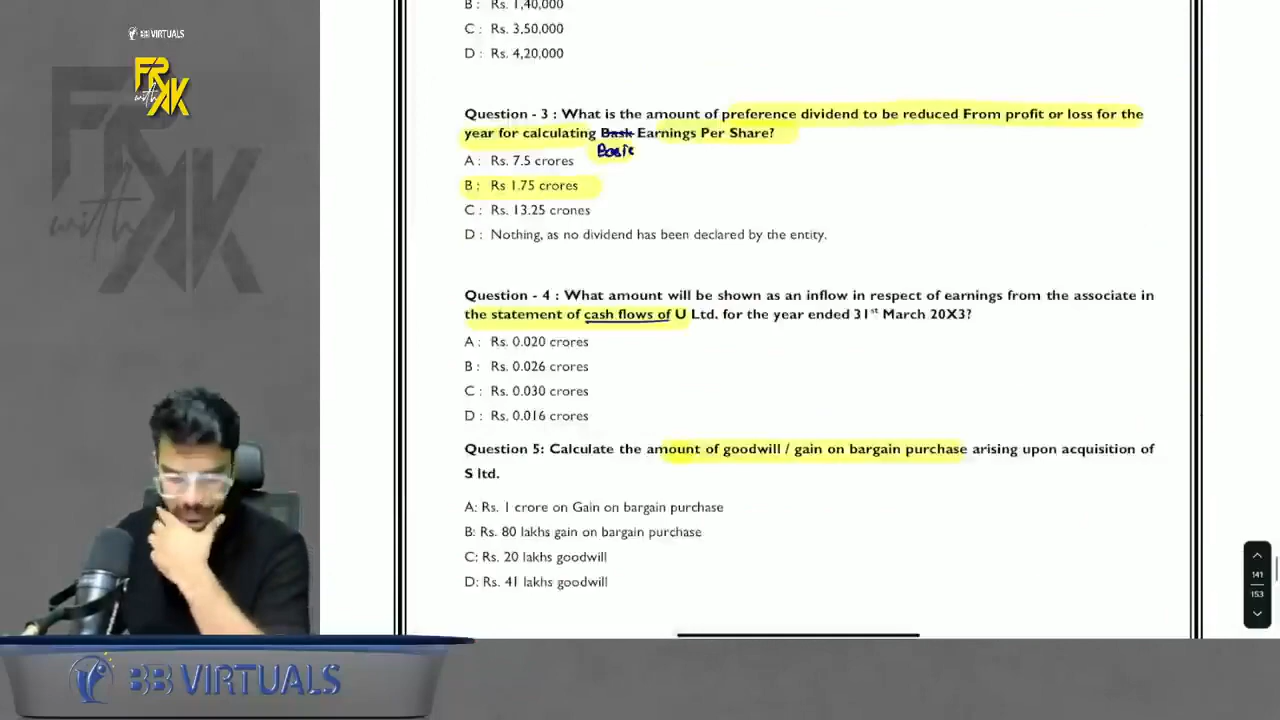 BB VIRTUALS
FR
with
KK
B : Rs. 1,40,000
C : Rs. 3,50,000
D : Rs. 4,20,000
Question - 3 : What is the amount of preference dividend to be reduced From profit or loss for the
year for calculating Bask Earnings Per Share?
Basic
A : Rs. 7.5 crores
B : Rs 1.75 crores
C : Rs. 13.25 crones
D : Nothing, as no dividend has been declared by the entity.
Question - 4 : What amount will be shown as an inflow in respect of earnings from the associate in
the statement of cash flows of U Ltd. for the year ended 31st March 20X3?
A : Rs. 0.020 crores
B : Rs. 0.026 crores
C : Rs. 0.030 crores
D : Rs. 0.016 crores
Question 5: Calculate the amount of goodwill / gain on bargain purchase arising upon acquisition of
S ltd.
A: Rs. 1 crore on Gain on bargain purchase
B: Rs. 80 lakhs gain on bargain purchase
C: Rs. 20 lakhs goodwill
D: Rs. 41 lakhs goodwill
141
153
BB VIRTUALS